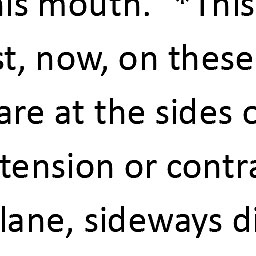 his mouth. *This
st, now, on these
are at the sides o
tension or contra
lane, sideways di